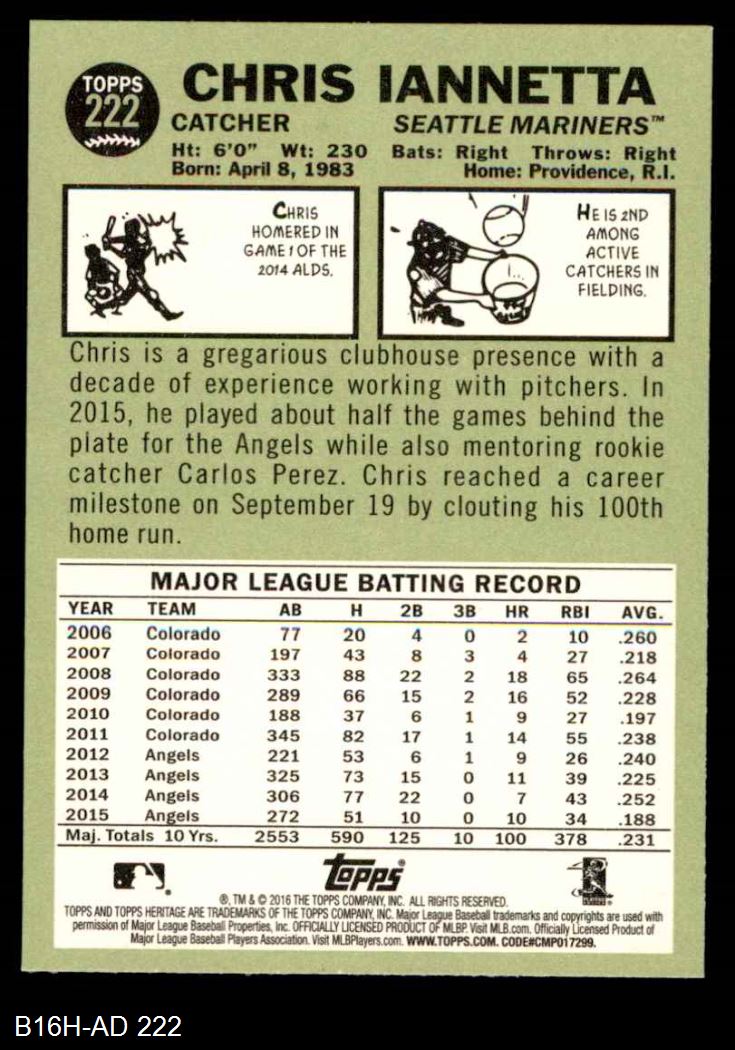 TOPPS
222
CHRIS IANNETTA
CATCHER SEATTLE MARINERS™
Ht: 6'0" Wt: 230 Bats: Right Throws: Right
Born: April 8, 1983 Home: Providence, R.I.
CHRIS
HOMERED IN
GAME 1 OF THE
2014 ALDS.
HE IS 2ND
AMONG
ACTIVE
CATCHERS IN
FIELDING.
Chris is a gregarious clubhouse presence with a
decade of experience working with pitchers. In
2015, he played about half the games behind the
plate for the Angels while also mentoring rookie
catcher Carlos Perez. Chris reached a career
milestone on September 19 by clouting his 100th
home run.
MAJOR LEAGUE BATTING RECORD
YEAR TEAM AB H 2B 3B HR RBI AVG.
2006 Colorado 77 20 4 0 2 10 .260
2007 Colorado 197 43 8 3 4 27 .218
2008 Colorado 333 88 22 2 18 65 .264
2009 Colorado 289 66 15 2 16 52 .228
2010 Colorado 188 37 6 1 9 27 .197
2011 Colorado 345 82 17 1 14 55 .238
2012 Angels 221 53 6 1 9 26 .240
2013 Angels 325 73 15 0 11 39 .225
2014 Angels 306 77 22 0 7 43 .252
2015 Angels 272 51 10 0 10 34 .188
Maj. Totals 10 Yrs. 2553 590 125 10 100 378 .231
topps®
®, TM & © 2016 THE TOPPS COMPANY, INC. ALL RIGHTS RESERVED.
TOPPS AND TOPPS HERITAGE ARE TRADEMARKS OF THE TOPPS COMPANY, INC. Major League Baseball trademarks and copyrights are used with
permission of Major League Baseball Properties, Inc. OFFICIALLY LICENSED PRODUCT OF MLBP. Visit MLB.com. Officially Licensed Product of
Major League Baseball Players Association. Visit MLBPlayers.com. WWW.TOPPS.COM. CODE#CMP017299.
B16H-AD 222